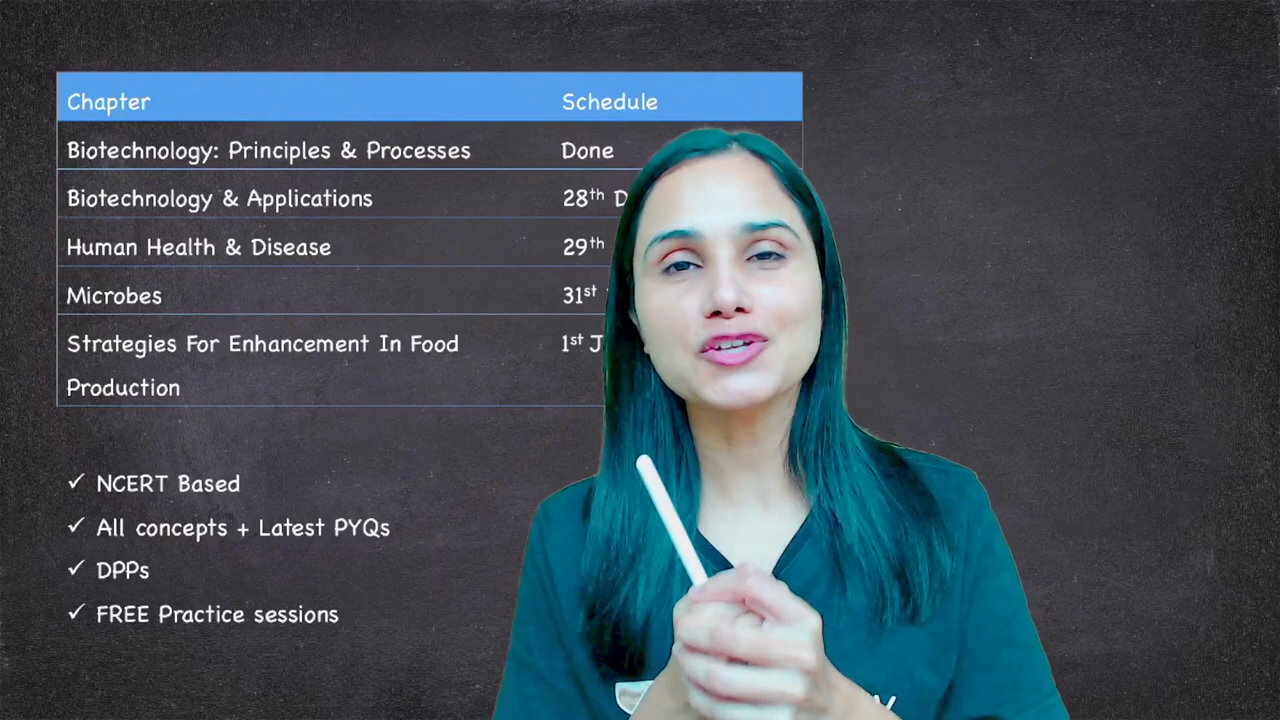 Chapter Schedule
Biotechnology: Principles & Processes Done
Biotechnology & Applications 28th
Human Health & Disease 29th
Microbes 31st
Strategies For Enhancement In Food 1st
Production
✓ NCERT Based
✓ All concepts + Latest PYQs
✓ DPPs
✓ FREE Practice sessions